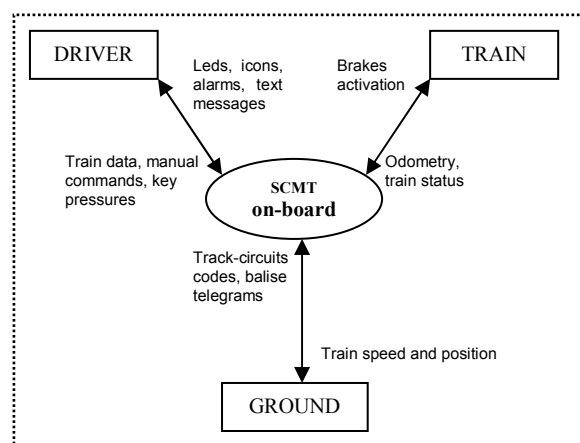 DRIVER
TRAIN
Leds, icons,
alarms, text
messages
Brakes
activation
Train data, manual
commands, key
pressures
Odometry,
train status
SCMT
on-board
Track-circuits
codes, balise
telegrams
Train speed and position
GROUND